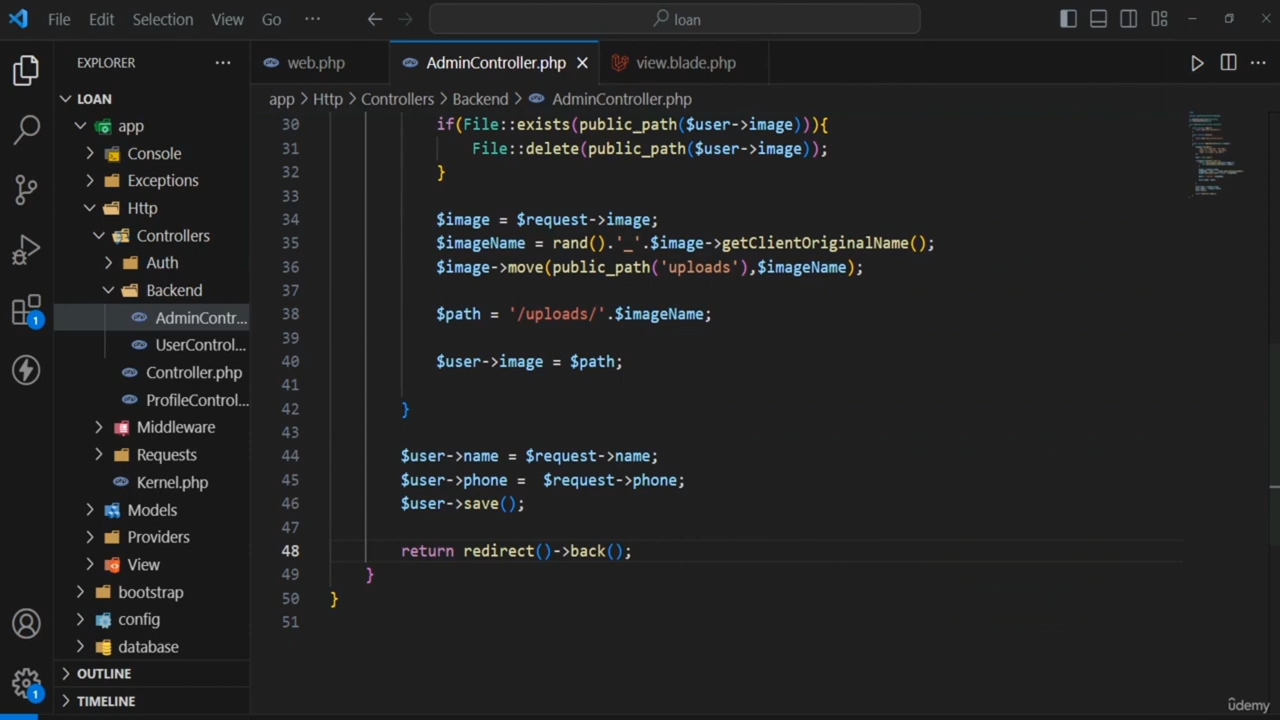 File Edit Selection View Go ··· loan
EXPLORER ··· web.php AdminController.php view.blade.php ···
LOAN
app > Http > Controllers > Backend > AdminController.php
app
Console
Exceptions
Http
Controllers
Auth
Backend
AdminContr...
UserControl...
Controller.php
ProfileControl...
Middleware
Requests
Kernel.php
Models
Providers
View
bootstrap
config
database
OUTLINE
TIMELINE
1
1
30 if(File::exists(public_path($user->image))){
31 File::delete(public_path($user->image));
32 }
33
34 $image = $request->image;
35 $imageName = rand().'_'.$image->getClientOriginalName();
36 $image->move(public_path('uploads'),$imageName);
37
38 $path = '/uploads/'.$imageName;
39
40 $user->image = $path;
41
42 }
43
44 $user->name = $request->name;
45 $user->phone =  $request->phone;
46 $user->save();
47
48 return redirect()->back();
49 }
50 }
51
ûdemy